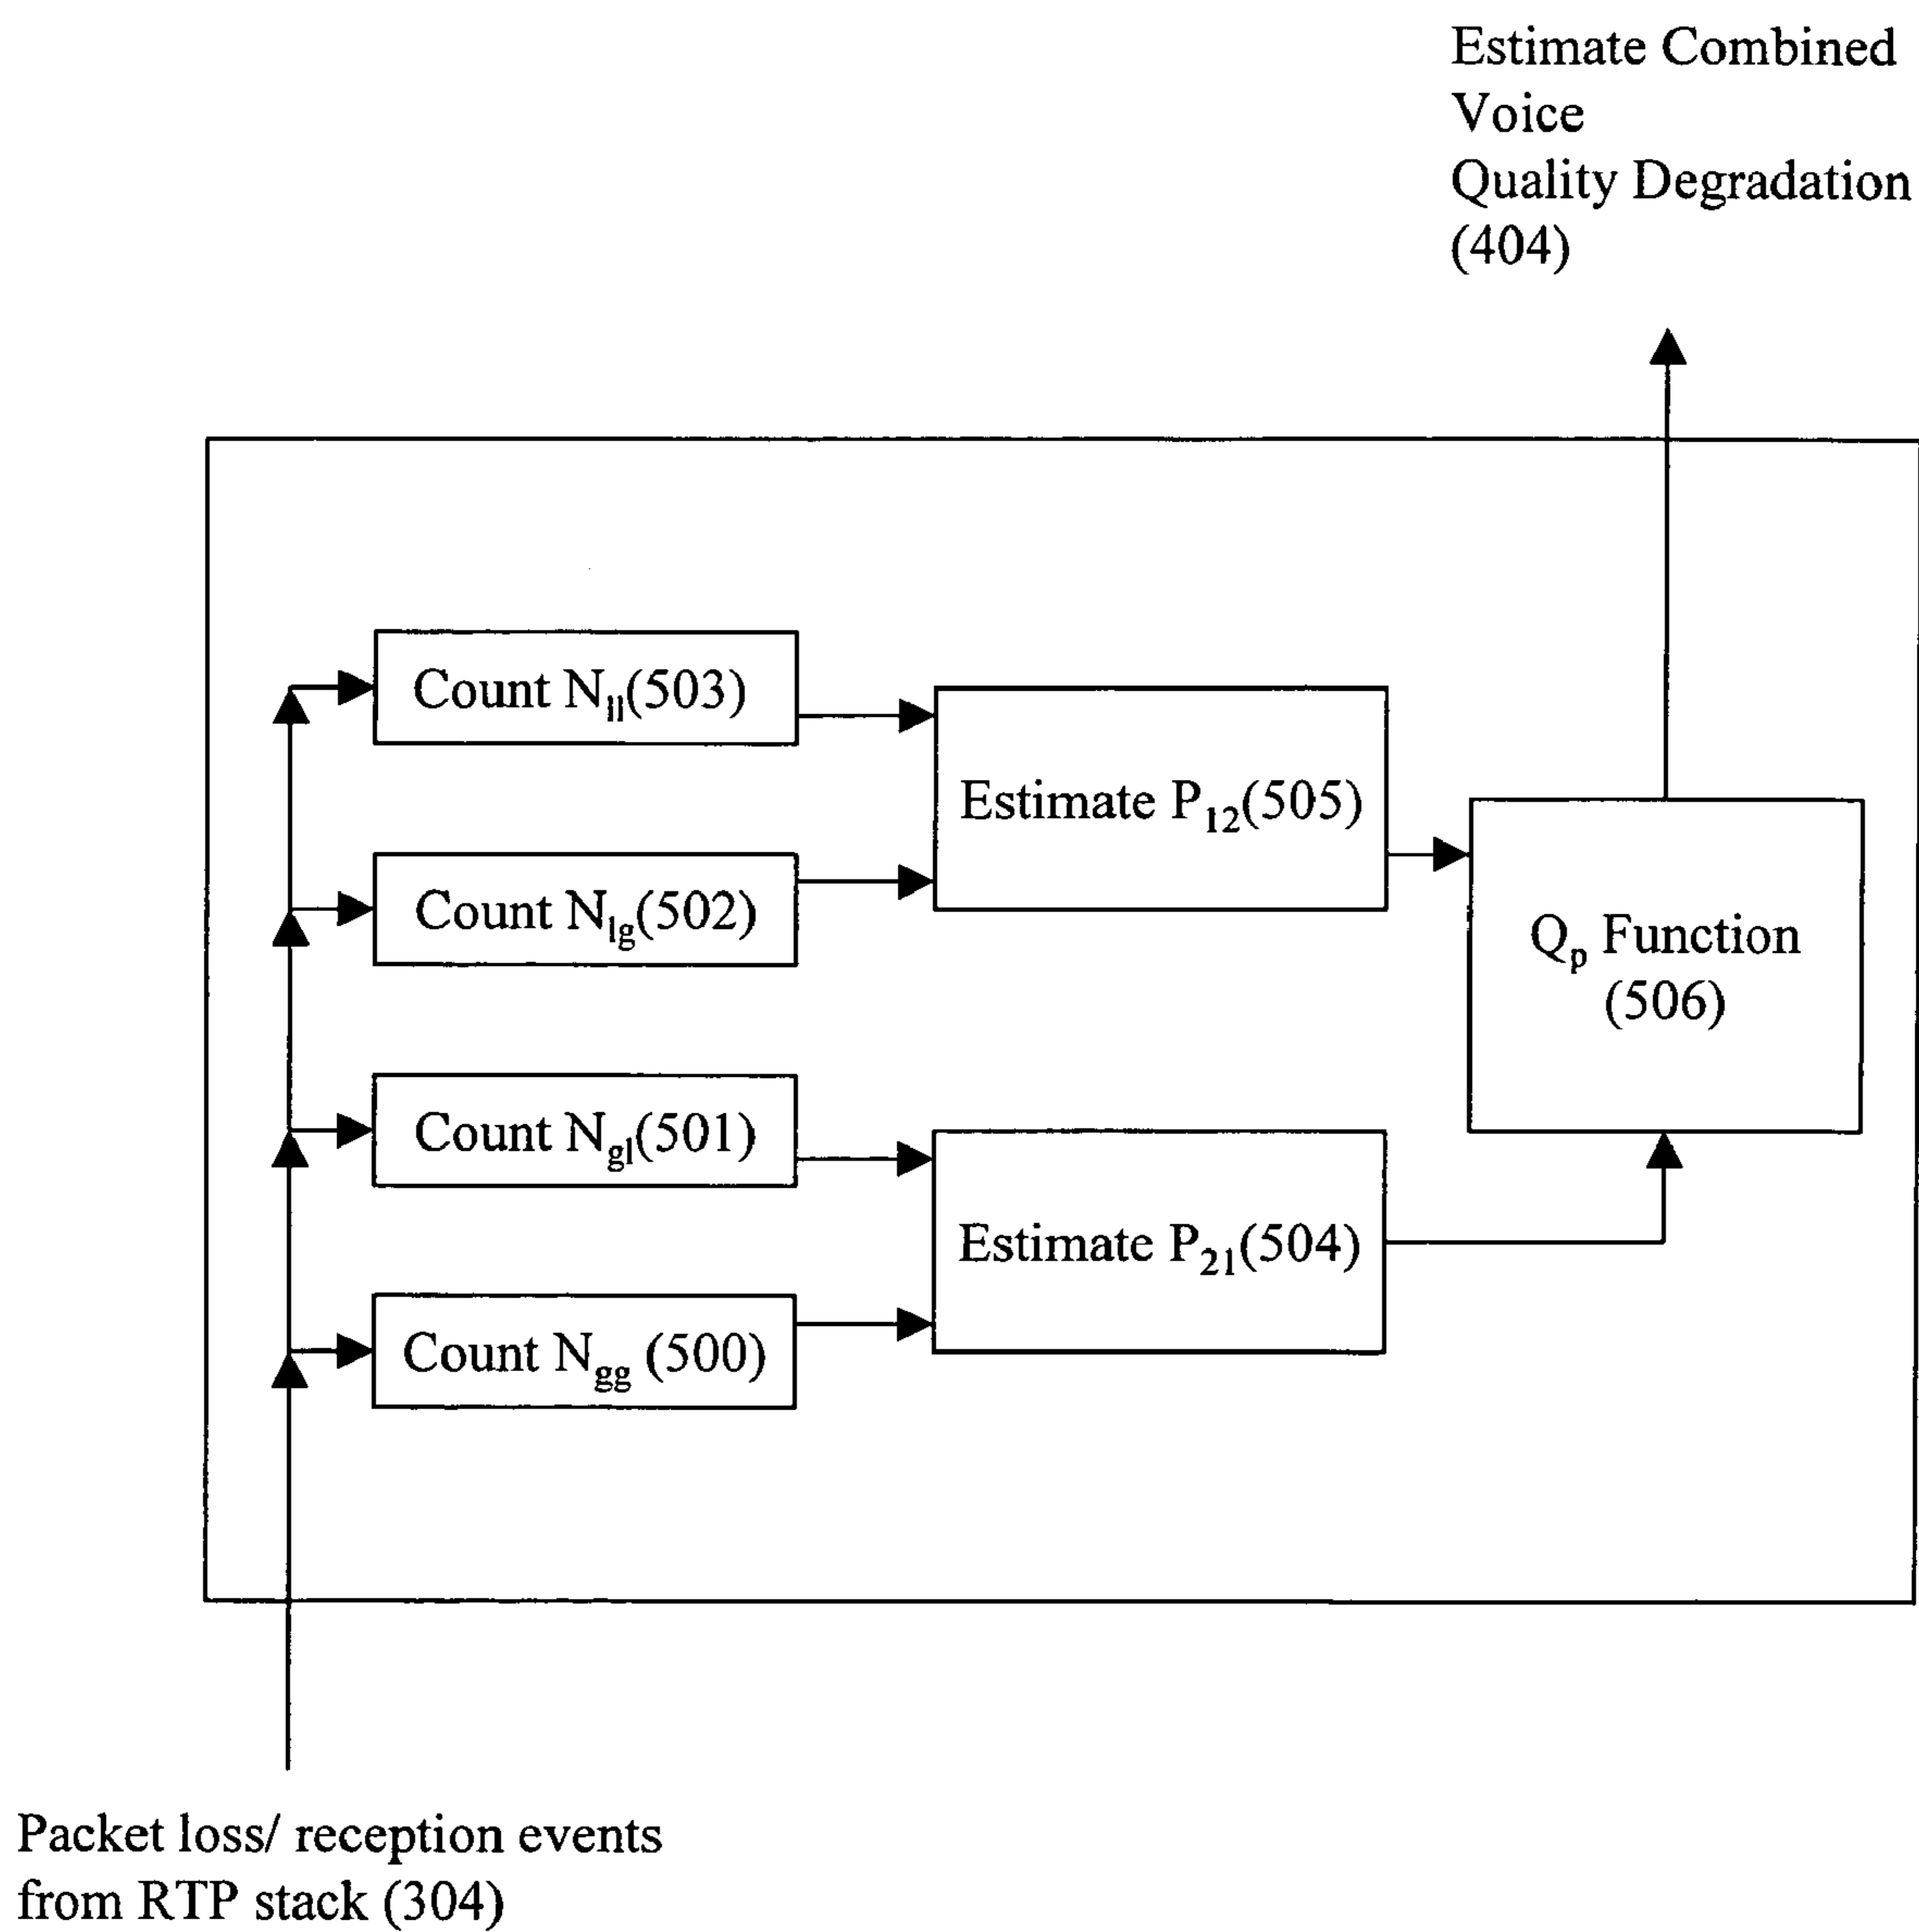 Estimate Combined
Voice
Quality Degradation
(404)
Count N_ll(503)
Estimate P_12(505)
Count N_lg(502)
Q_p Function
(506)
Count N_gl(501)
Estimate P_21(504)
Count N_gg (500)
Packet loss/ reception events
from RTP stack (304)